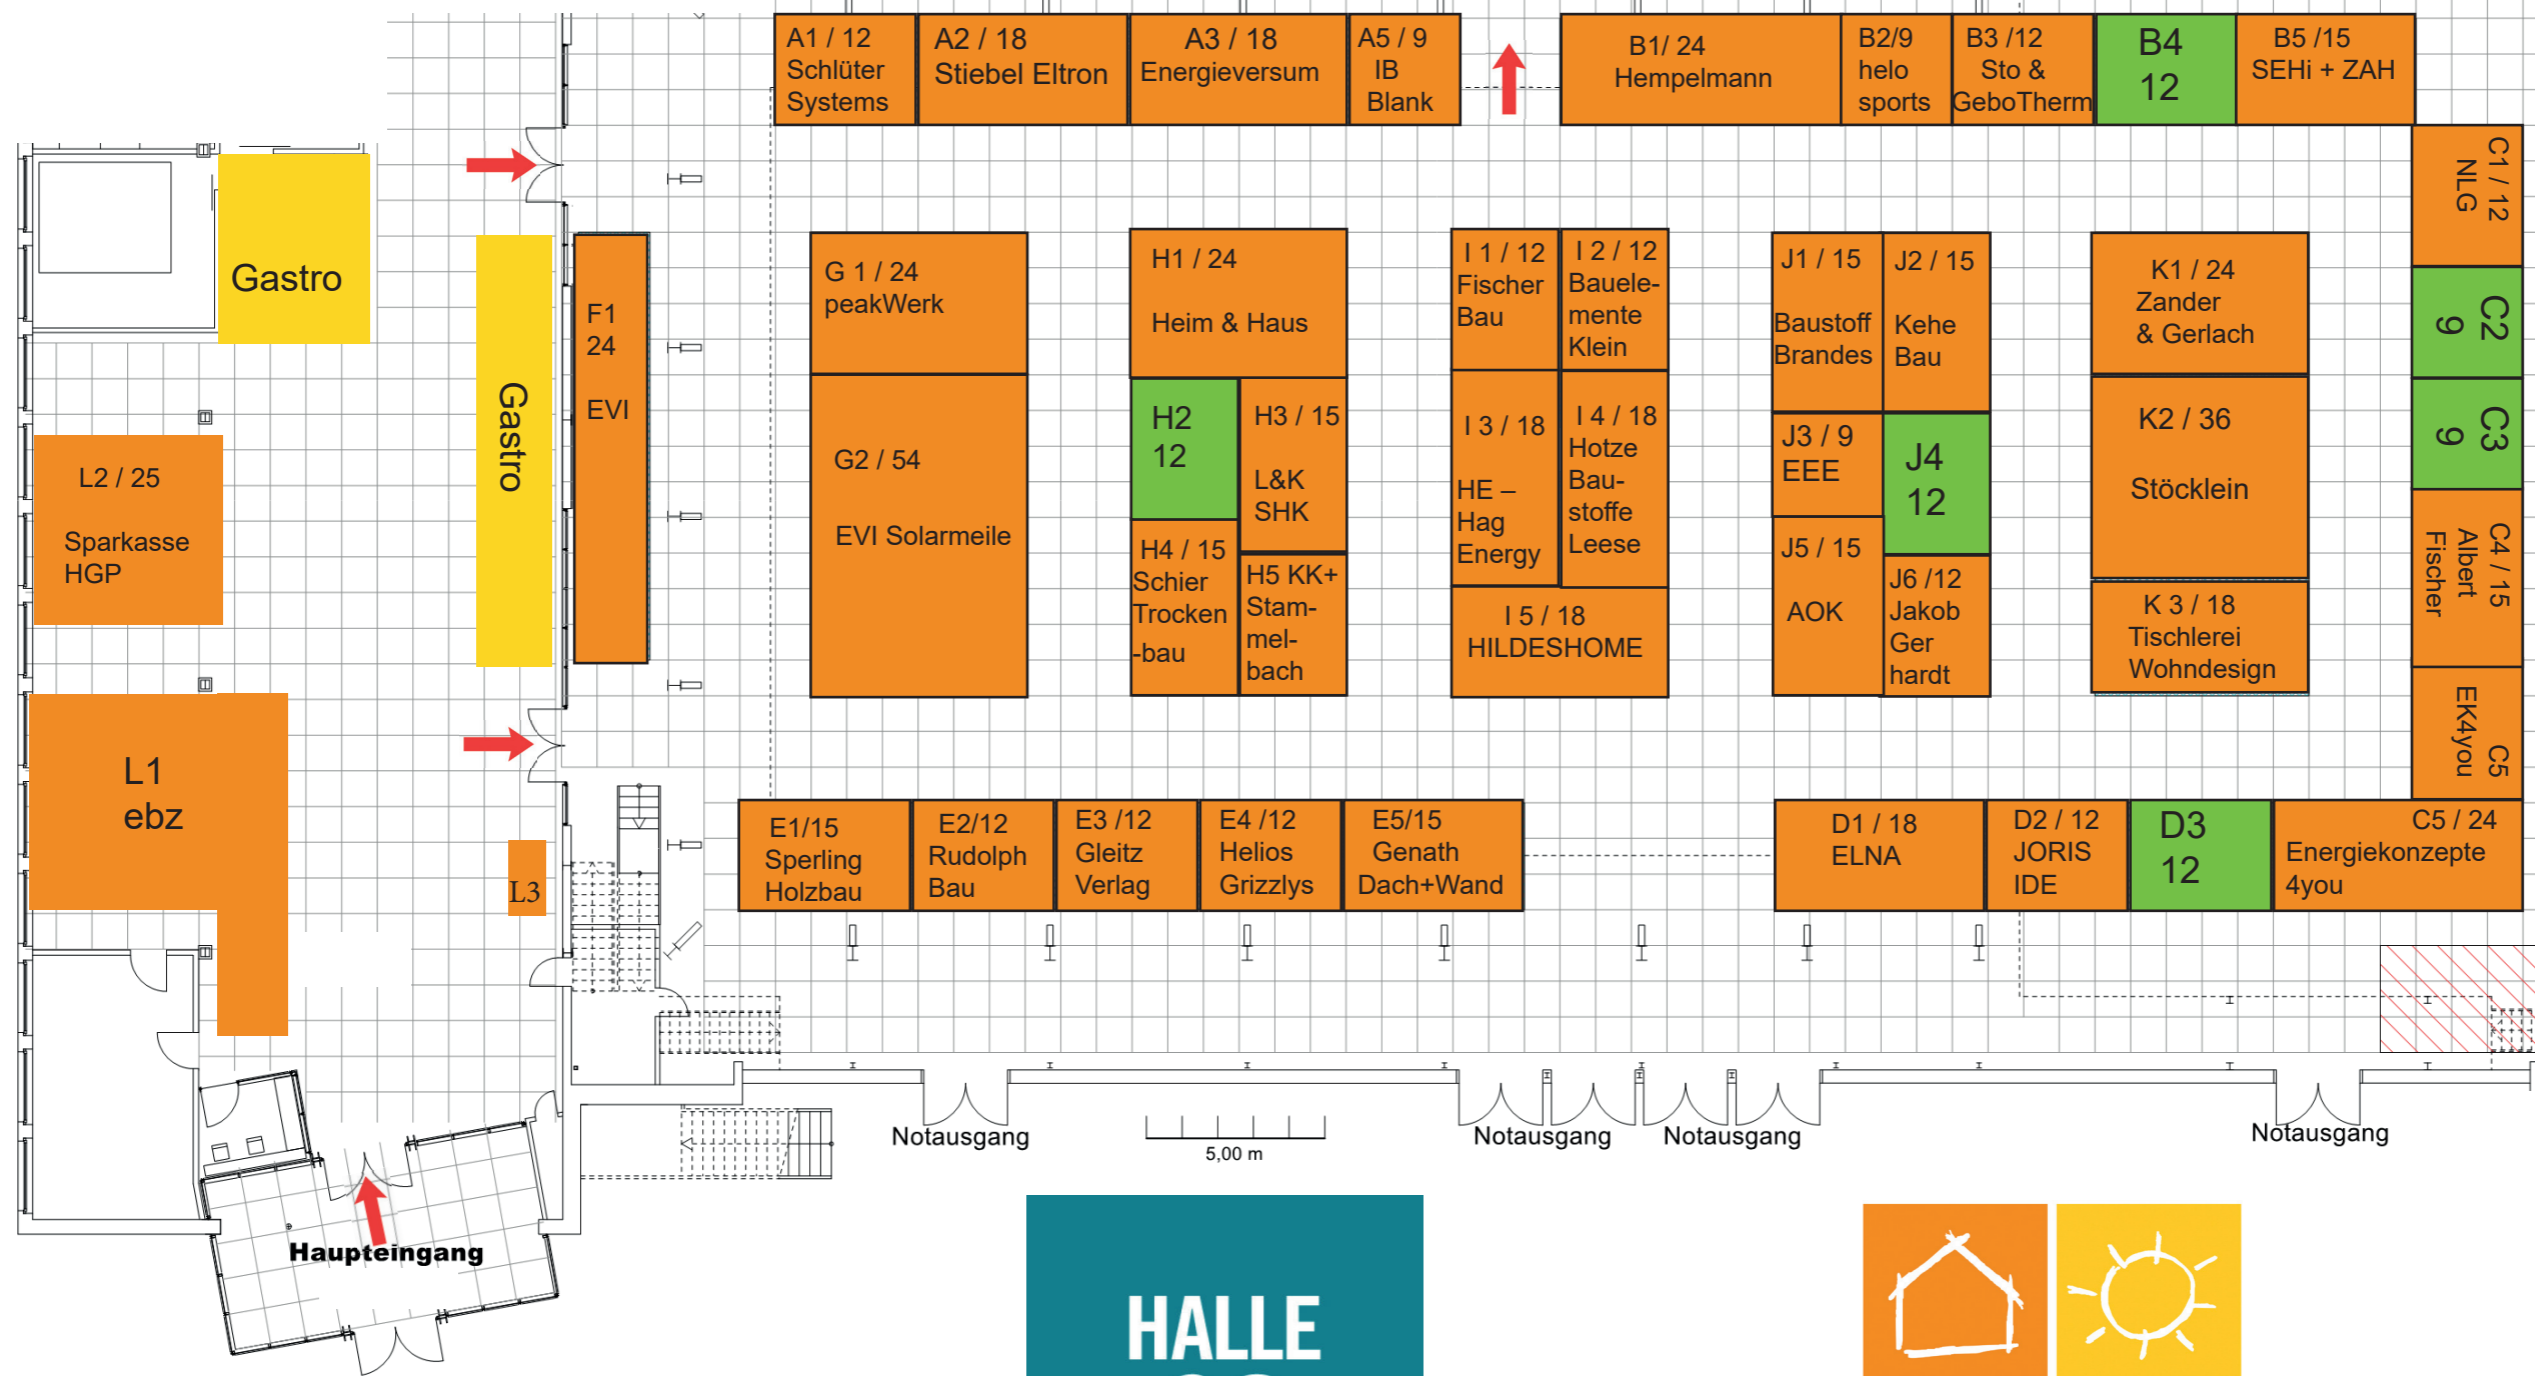 A1 / 12
Schlüter
Systems
A2 / 18
Stiebel Eltron
A3 / 18
Energieversum
A5 / 9
IB
Blank
B1/ 24
Hempelmann
B2/9
helo
sports
B3 /12
Sto &
GeboTherm
B4
12
B5 /15
SEHi + ZAH
C1 / 12
NLG
C2
9
C3
9
C4 / 15
Albert
Fischer
C5
EK4you
Gastro
Gastro
F1
24
EVI
G 1 / 24
peakWerk
G2 / 54
EVI Solarmeile
H1 / 24
Heim & Haus
H2
12
H3 / 15
L&K
SHK
H4 / 15
Schier
Trocken
-bau
H5 KK+
Stam-
mel-
bach
I 1 / 12
Fischer
Bau
I 2 / 12
Bauele-
mente
Klein
I 3 / 18
HE –
Hag
Energy
I 4 / 18
Hotze
Bau-
stoffe
Leese
I 5 / 18
HILDESHOME
J1 / 15
Baustoff
Brandes
J2 / 15
Kehe
Bau
J3 / 9
EEE
J4
12
J5 / 15
AOK
J6 /12
Jakob
Ger
hardt
K1 / 24
Zander
& Gerlach
K2 / 36
Stöcklein
K 3 / 18
Tischlerei
Wohndesign
L2 / 25
Sparkasse
HGP
L1
ebz
L3
E1/15
Sperling
Holzbau
E2/12
Rudolph
Bau
E3 /12
Gleitz
Verlag
E4 /12
Helios
Grizzlys
E5/15
Genath
Dach+Wand
D1 / 18
ELNA
D2 / 12
JORIS
IDE
D3
12
C5 / 24
Energiekonzepte
4you
Notausgang
5,00 m
Notausgang
Notausgang
Notausgang
Haupteingang
HALLE